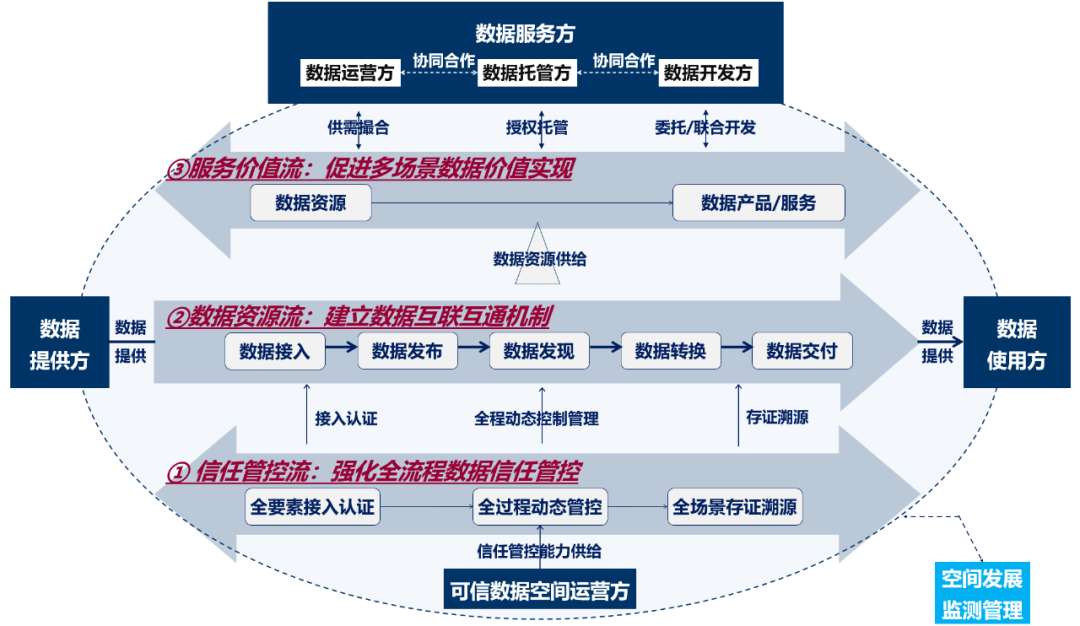 数据服务方
数据运营方
协同合作
数据托管方
协同合作
数据开发方
供需撮合
授权托管
委托/联合开发
③服务价值流：促进多场景数据价值实现
数据资源
数据产品/服务
数据资源供给
数据
提供方
数据
提供
②数据资源流：建立数据互联互通机制
数据接入
数据发布
数据发现
数据转换
数据交付
数据
提供
数据
使用方
接入认证
全程动态控制管理
存证溯源
① 信任管控流：强化全流程数据信任管控
全要素接入认证
全过程动态管控
全场景存证溯源
信任管控能力供给
可信数据空间运营方
空间发展
监测管理